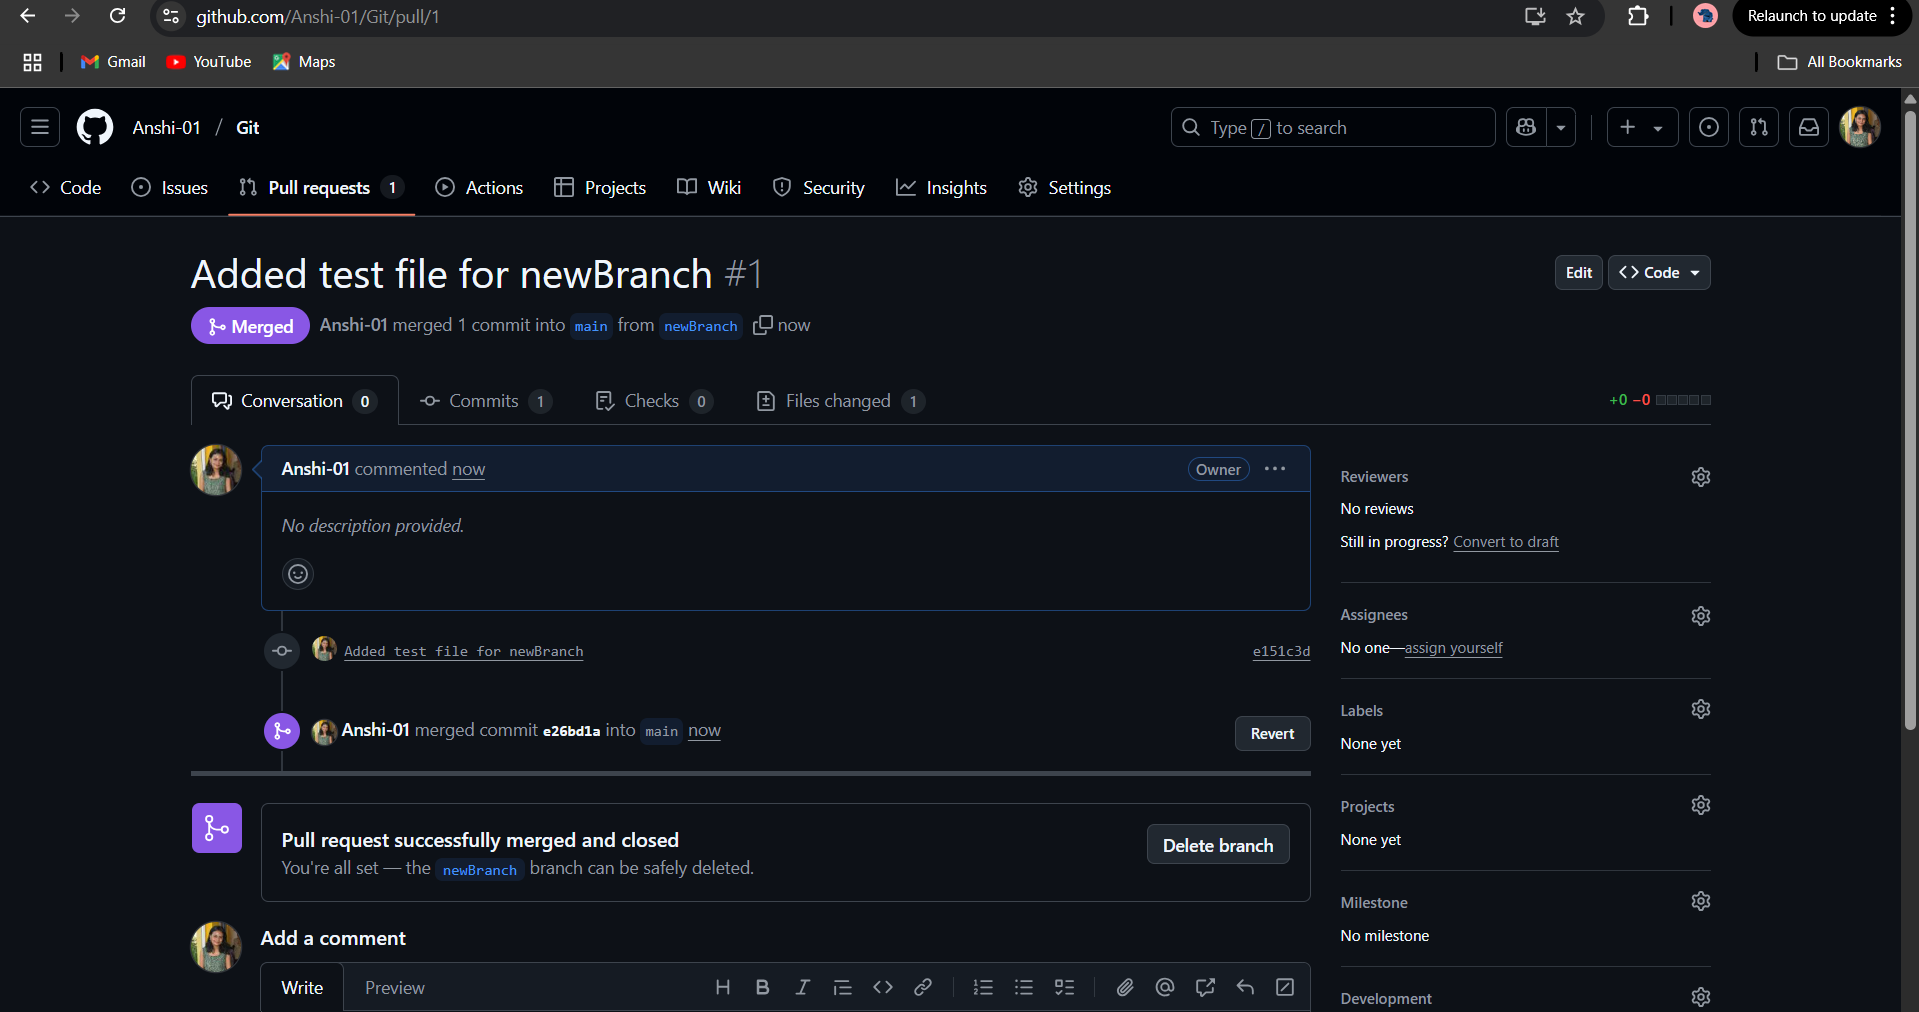 github.com/Anshi-01/Git/pull/1
Relaunch to update
Gmail YouTube Maps
All Bookmarks
Anshi-01 / Git
Type / to search
Code Issues Pull requests 1 Actions Projects Wiki Security Insights Settings
Added test file for newBranch #1
Edit <> Code
Merged Anshi-01 merged 1 commit into main from newBranch now
Conversation 0 Commits 1 Checks 0 Files changed 1
+0 −0
Anshi-01 commented now
Owner
No description provided.
Added test file for newBranch
e151c3d
Anshi-01 merged commit e26bd1a into main now
Revert
Pull request successfully merged and closed
You're all set — the newBranch branch can be safely deleted.
Delete branch
Add a comment
Write Preview
Reviewers
No reviews
Still in progress? Convert to draft
Assignees
No one—assign yourself
Labels
None yet
Projects
None yet
Milestone
No milestone
Development